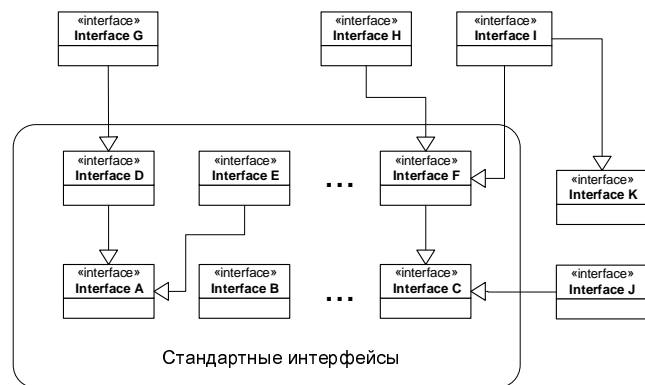 «interface»
Interface G
«interface»
Interface H
«interface»
Interface I
«interface»
Interface D
«interface»
Interface E
...
«interface»
Interface F
«interface»
Interface K
«interface»
Interface A
«interface»
Interface B
...
«interface»
Interface C
«interface»
Interface J
Стандартные интерфейсы